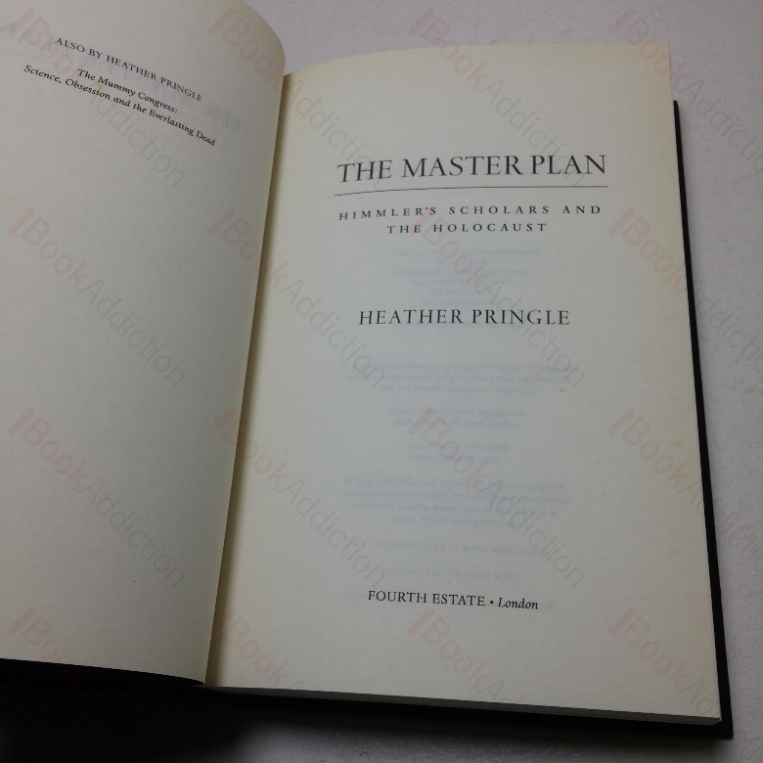 ALSO BY HEATHER PRINGLE
The Mummy Congress:
Science, Obsession and the Everlasting Dead
THE MASTER PLAN
HIMMLER'S SCHOLARS AND
THE HOLOCAUST
HEATHER PRINGLE
FOURTH ESTATE • London
BookAddiction